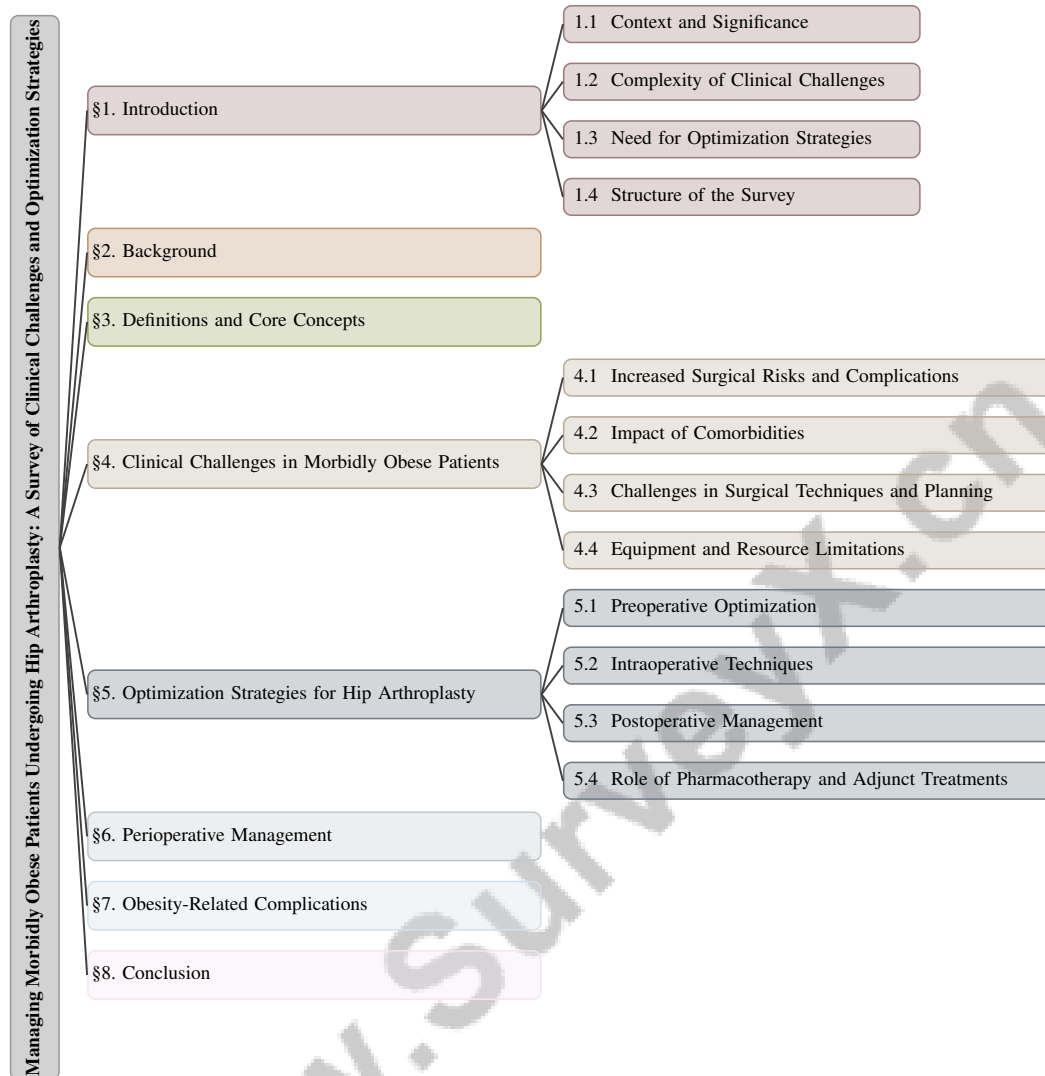 Managing Morbidly Obese Patients Undergoing Hip Arthroplasty: A Survey of Clinical Challenges and Optimization Strategies
§1. Introduction
1.1 Context and Significance
1.2 Complexity of Clinical Challenges
1.3 Need for Optimization Strategies
1.4 Structure of the Survey
§2. Background
§3. Definitions and Core Concepts
§4. Clinical Challenges in Morbidly Obese Patients
4.1 Increased Surgical Risks and Complications
4.2 Impact of Comorbidities
4.3 Challenges in Surgical Techniques and Planning
4.4 Equipment and Resource Limitations
§5. Optimization Strategies for Hip Arthroplasty
5.1 Preoperative Optimization
5.2 Intraoperative Techniques
5.3 Postoperative Management
5.4 Role of Pharmacotherapy and Adjunct Treatments
§6. Perioperative Management
§7. Obesity-Related Complications
§8. Conclusion
w.Surveyx.cn